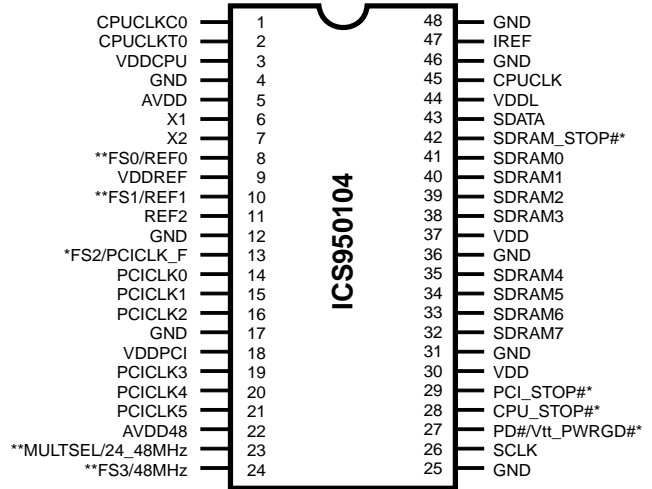 CPUCLKC0 1 48 GND
CPUCLKT0 2 47 IREF
VDDCPU 3 46 GND
GND 4 45 CPUCLK
AVDD 5 44 VDDL
X1 6 43 SDATA
X2 7 42 SDRAM_STOP#*
**FS0/REF0 8 41 SDRAM0
VDDREF 9 40 SDRAM1
**FS1/REF1 10 39 SDRAM2
REF2 11 38 SDRAM3
GND 12 37 VDD
*FS2/PCICLK_F 13 36 GND
PCICLK0 14 35 SDRAM4
PCICLK1 15 34 SDRAM5
PCICLK2 16 33 SDRAM6
GND 17 32 SDRAM7
VDDPCI 18 31 GND
PCICLK3 19 30 VDD
PCICLK4 20 29 PCI_STOP#*
PCICLK5 21 28 CPU_STOP#*
AVDD48 22 27 PD#/Vtt_PWRGD#*
**MULTSEL/24_48MHz 23 26 SCLK
**FS3/48MHz 24 25 GND
ICS950104